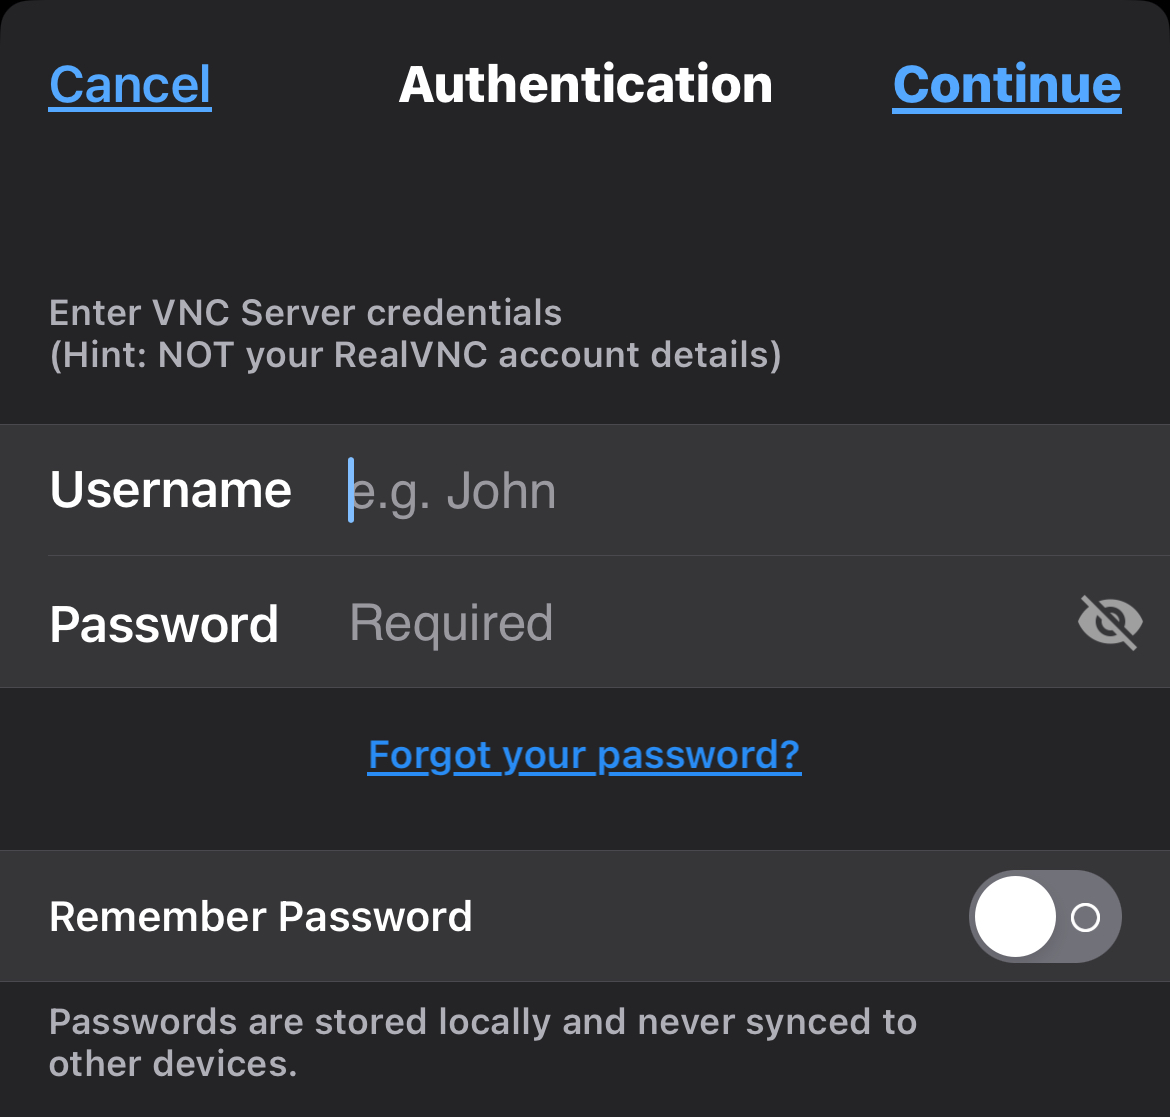 Cancel Authentication Continue
Enter VNC Server credentials
(Hint: NOT your RealVNC account details)
Username e.g. John
Password Required
Forgot your password?
Remember Password
Passwords are stored locally and never synced to
other devices.